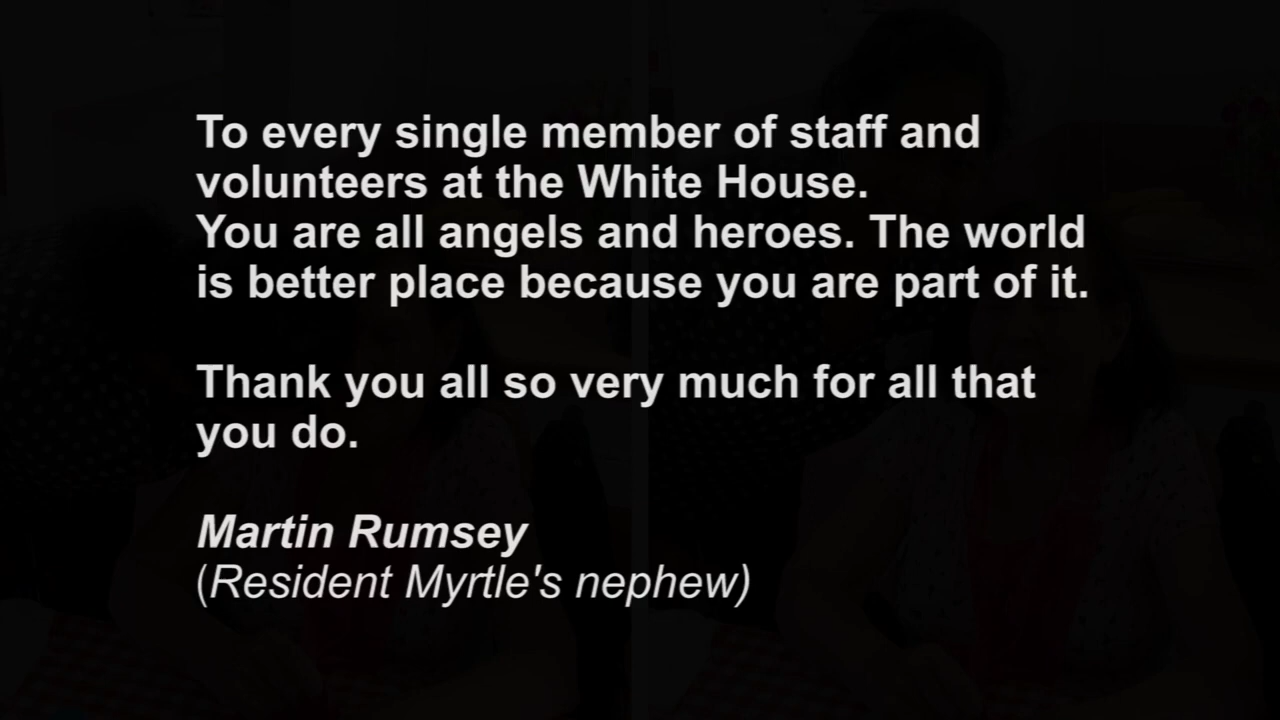 To every single member of staff and
volunteers at the White House.
You are all angels and heroes. The world
is better place because you are part of it.
Thank you all so very much for all that
you do.
Martin Rumsey
(Resident Myrtle's nephew)